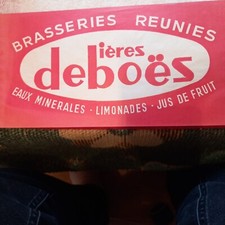 BRASSERIES REUNIES
ières
deboës
EAUX MINERALES - LIMONADES - JUS DE FRUIT